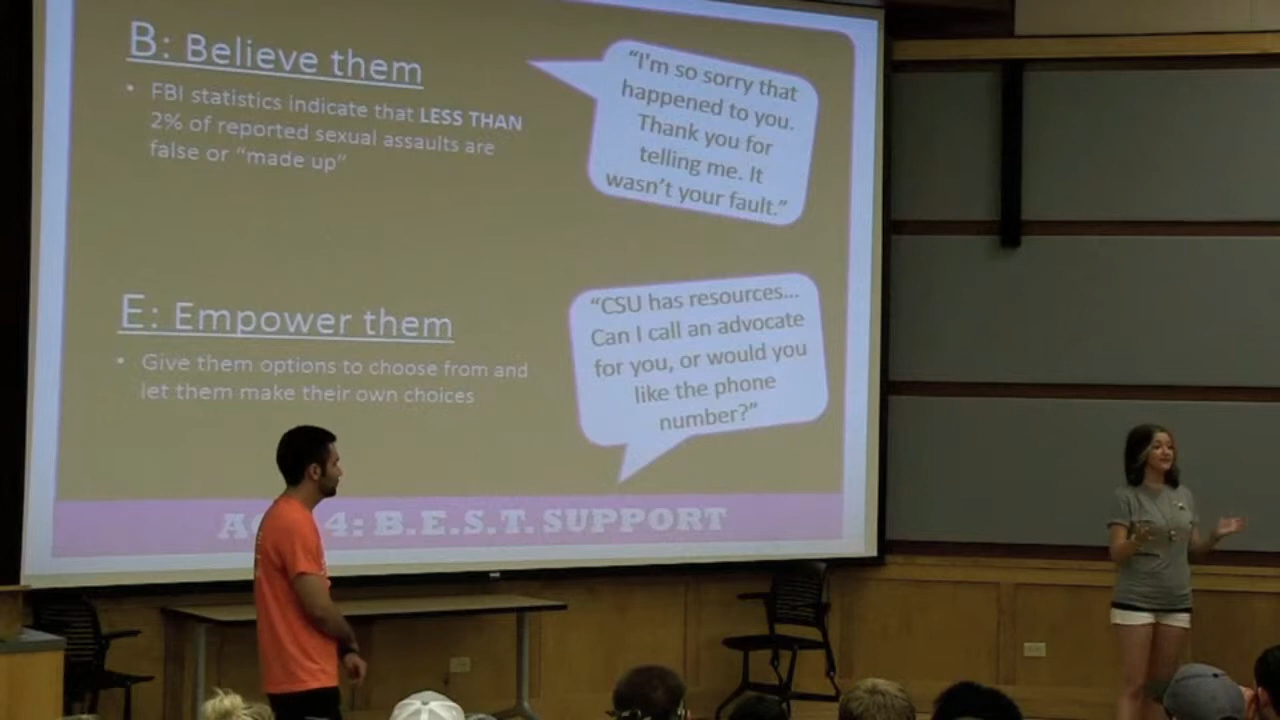 B: Believe them
• FBI statistics indicate that LESS THAN
2% of reported sexual assaults are
false or “made up”
“I'm so sorry that
happened to you.
Thank you for
telling me. It
wasn't your fault.”
E: Empower them
• Give them options to choose from and
let them make their own choices
“CSU has resources...
Can I call an advocate
for you, or would you
like the phone
number?”
4: B.E.S.T. SUPPORT